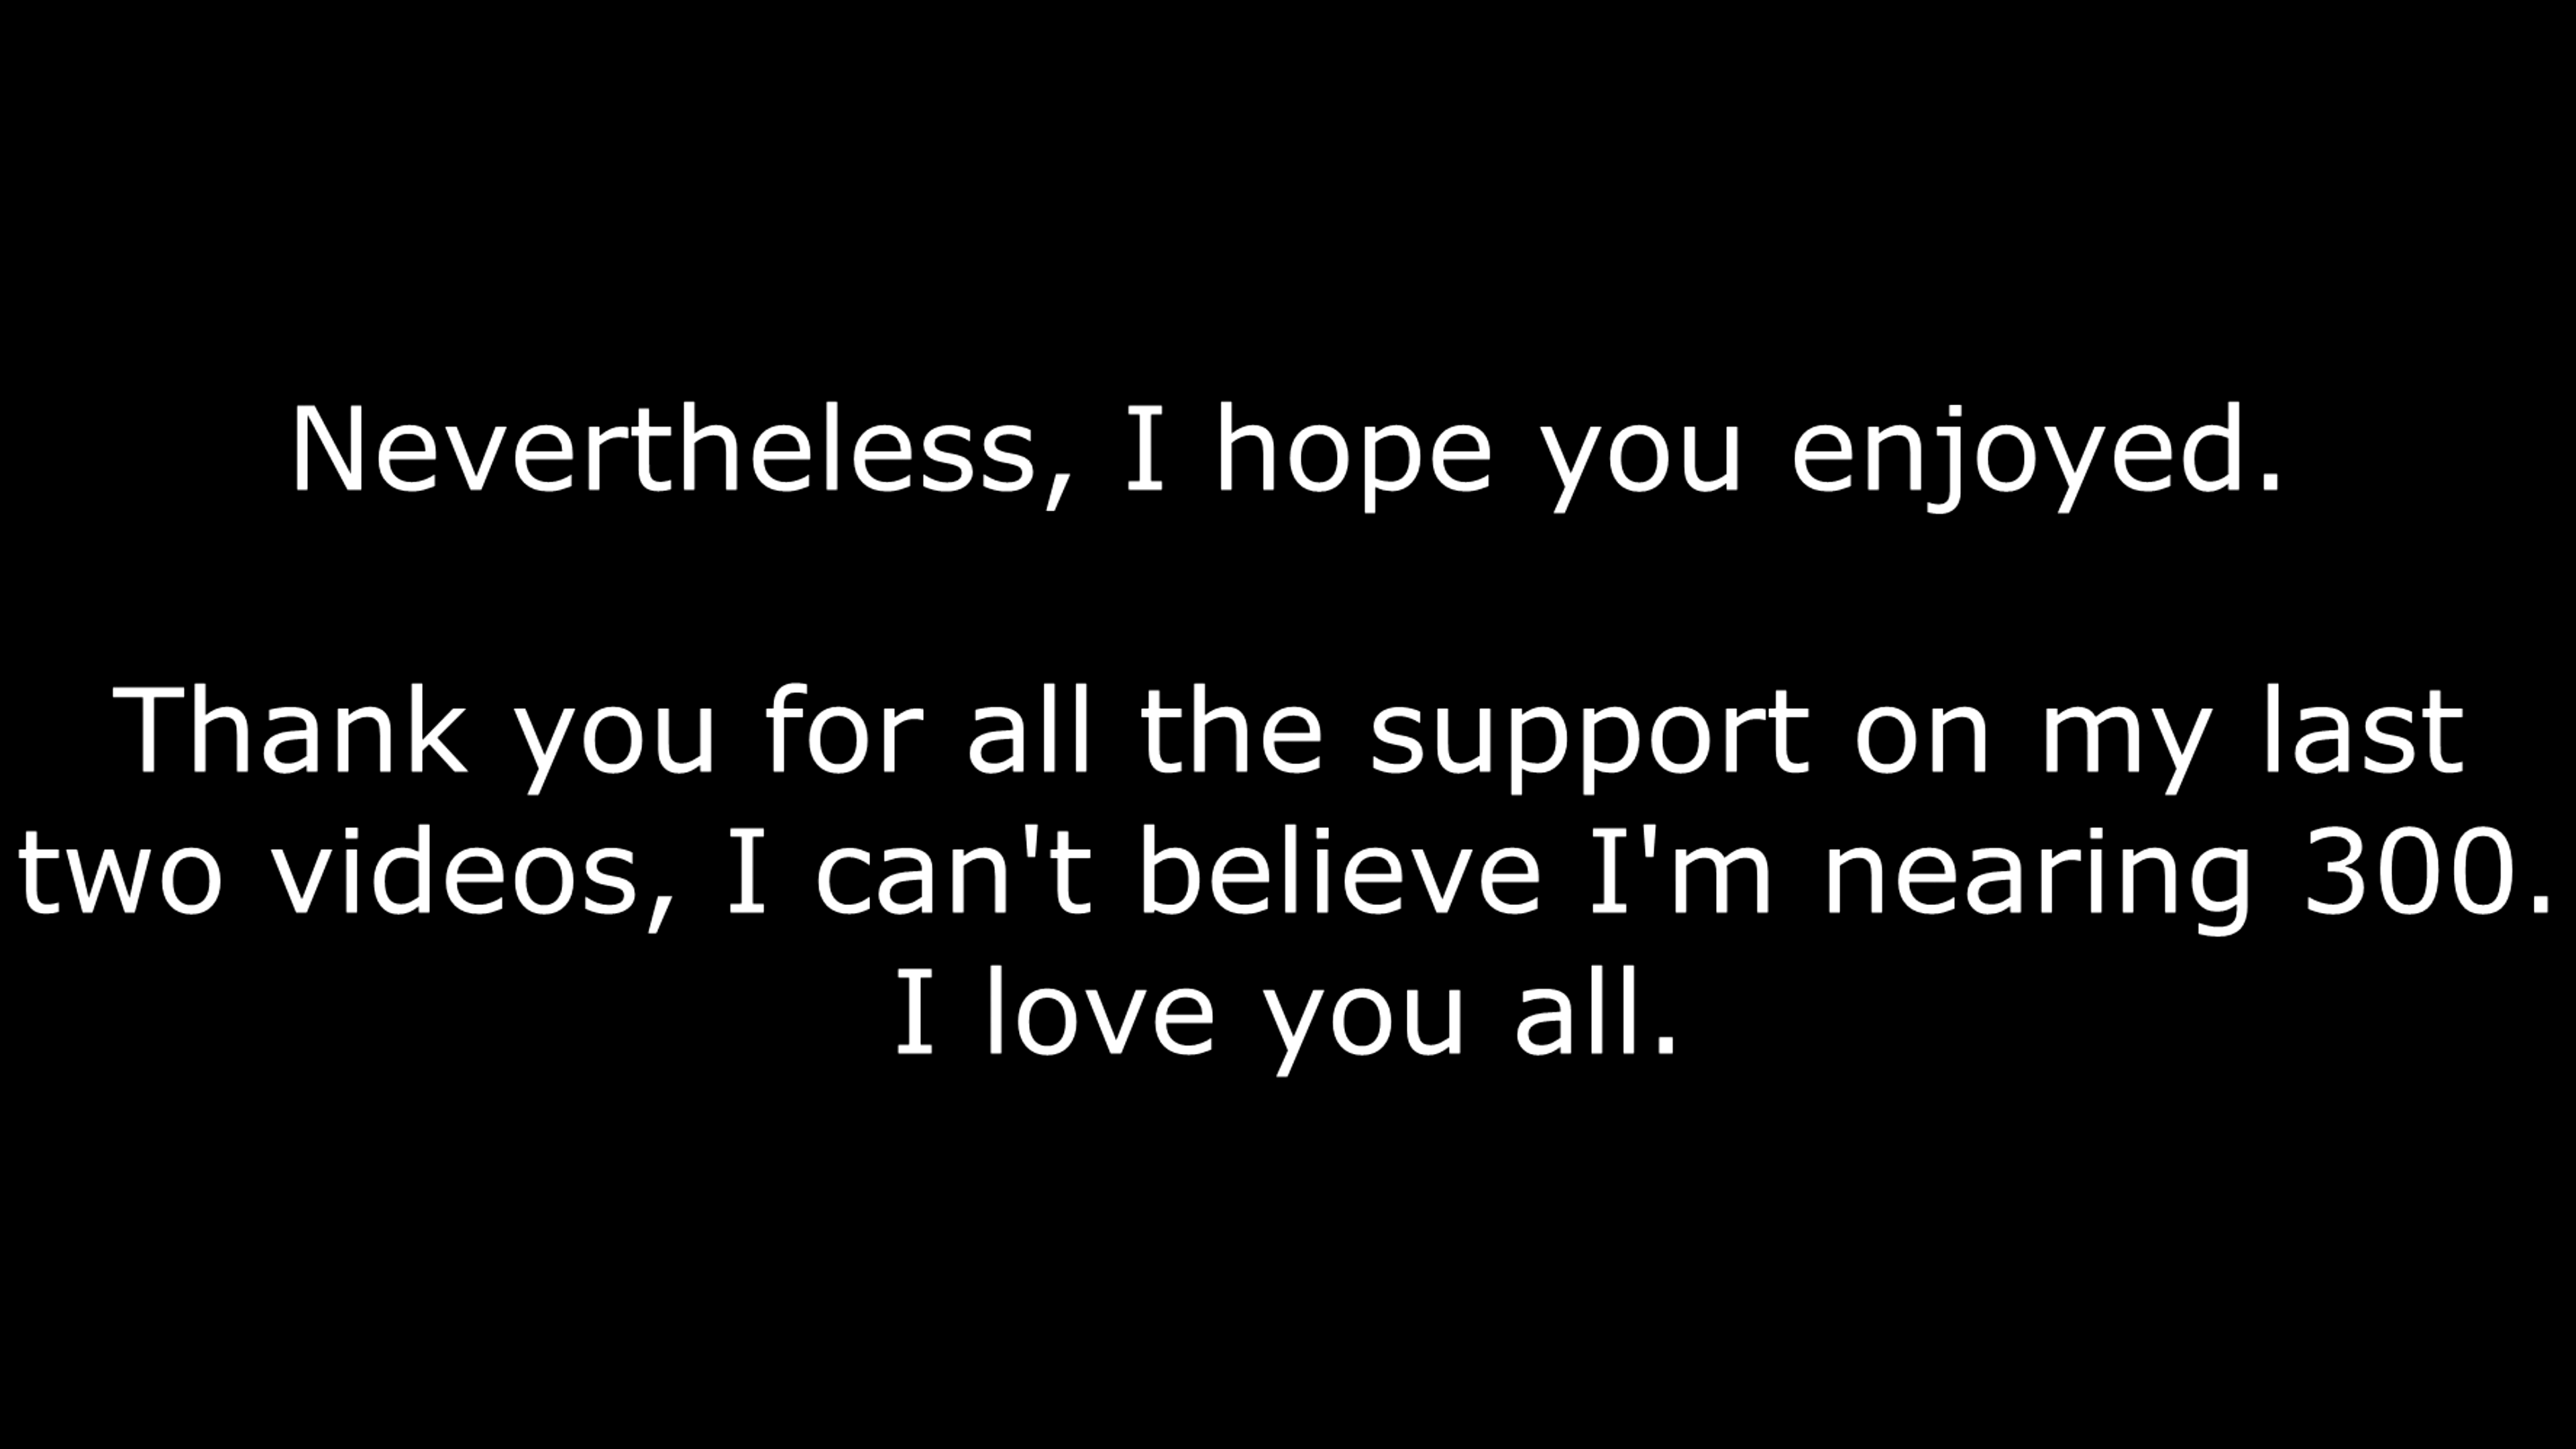 Nevertheless, I hope you enjoyed.
Thank you for all the support on my last
two videos, I can't believe I'm nearing 300.
I love you all.